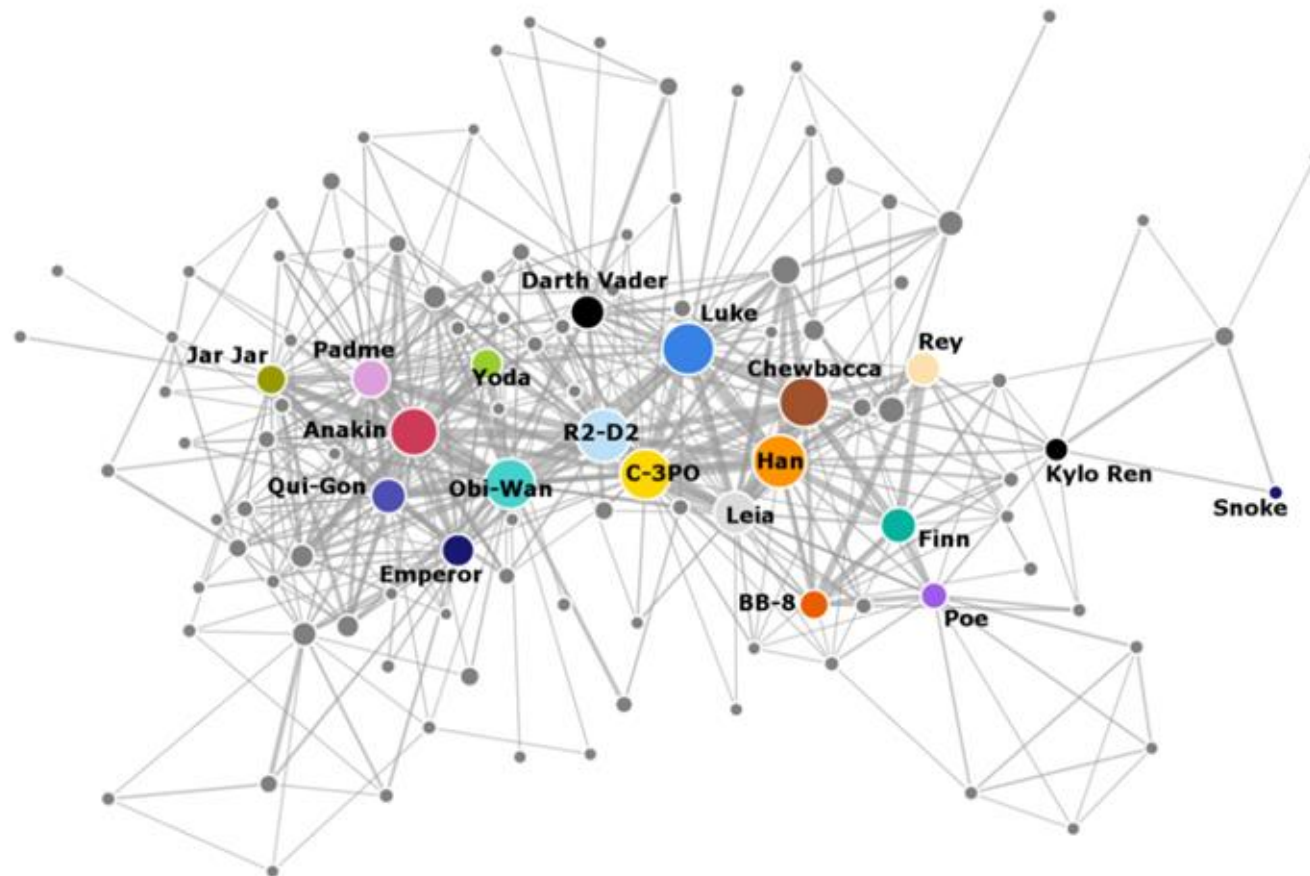 Darth Vader
Luke
Rey
Jar Jar
Padme
Yoda
Chewbacca
Anakin
R2-D2
C-3PO
Han
Kylo Ren
Qui-Gon
Obi-Wan
Leia
Snoke
Finn
Emperor
BB-8
Poe